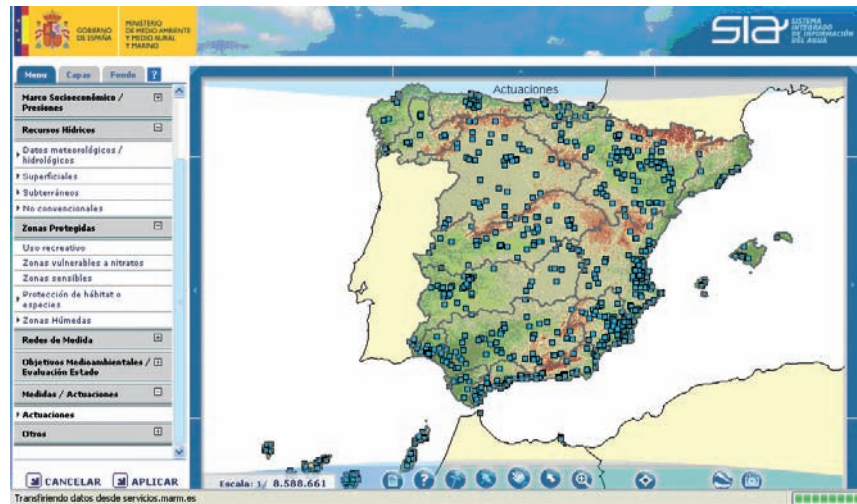 GOBIERNO
DE ESPAÑA
MINISTERIO
DE MEDIO AMBIENTE
Y MEDIO RURAL
Y MARINO
sia
SISTEMA
INTEGRADO
DE INFORMACIÓN
DEL AGUA
Menu
Capas
Fondo
?
Marco Socioeconómico /
Presiones
Recursos Hídricos
Datos meteorológicos /
hidrológicos
Superficiales
Subterráneos
No convencionales
Zonas Protegidas
Uso recreativo
Zonas vulnerables a nitratos
Zonas sensibles
Protección de hábitat o
especies
Zonas Húmedas
Redes de Medida
Objetivos Medioambientales /
Evaluación Estado
Medidas / Actuaciones
Actuaciones
Otros
CANCELAR
APLICAR
Actuaciones
Escala: 1/ 8.588.661
?
Transfiriendo datos desde servicios.marm.es